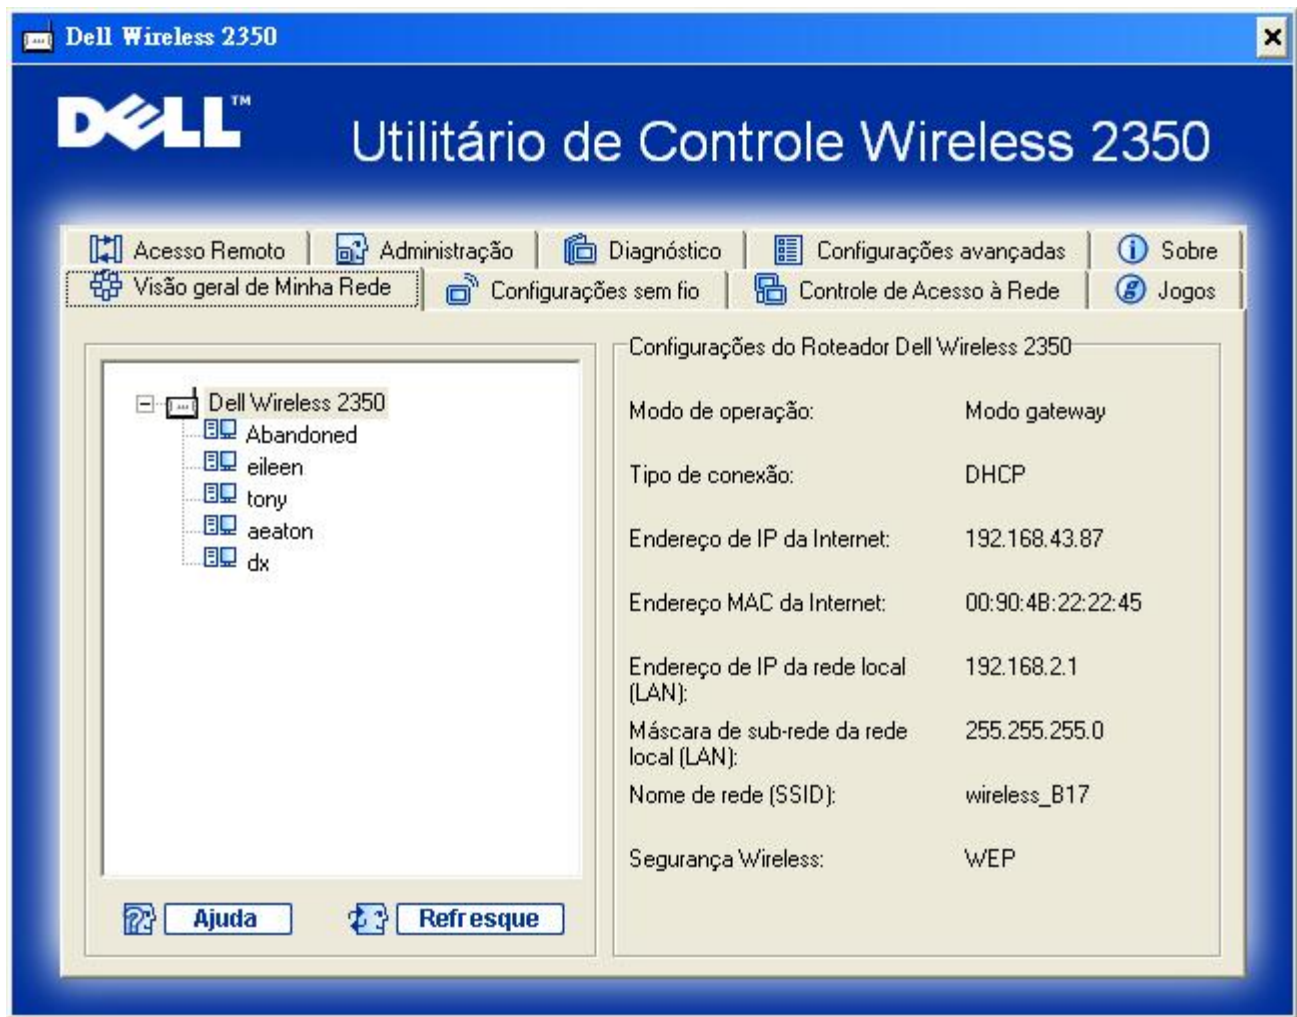 Dell Wireless 2350
DELL™
Utilitário de Controle Wireless 2350
Acesso Remoto
Administração
Diagnóstico
Configurações avançadas
Sobre
Visão geral de Minha Rede
Configurações sem fio
Controle de Acesso à Rede
Jogos
Dell Wireless 2350
Abandoned
eileen
tony
aeaton
dx
Ajuda
Refresque
Configurações do Roteador Dell Wireless 2350
Modo de operação: Modo gateway
Tipo de conexão: DHCP
Endereço de IP da Internet: 192.168.43.87
Endereço MAC da Internet: 00:90:4B:22:22:45
Endereço de IP da rede local 192.168.2.1
(LAN):
Máscara de sub-rede da rede 255.255.255.0
local (LAN):
Nome de rede (SSID): wireless_B17
Segurança Wireless: WEP